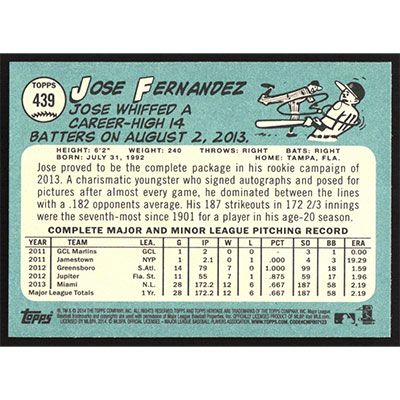 TOPPS
439
JOSE FERNANDEZ
JOSE WHIFFED A
CAREER-HIGH 14
BATTERS ON AUGUST 2, 2013.
HEIGHT: 6'2" WEIGHT: 240 THROWS: RIGHT BATS: RIGHT
BORN: JULY 31, 1992 HOME: TAMPA, FLA.
Jose proved to be the complete package in his rookie campaign of
2013. A charismatic youngster who signed autographs and posed for
pictures after almost every game, he dominated between the lines
with a .182 opponents average. His 187 strikeouts in 172 2/3 innings
were the seventh-most since 1901 for a player in his age-20 season.
COMPLETE MAJOR AND MINOR LEAGUE PITCHING RECORD
YEAR TEAM LEA. G IP W L PCT SO BB ERA
2011 GCL Marlins GCL 1 2 0 0 — 3 1 0.00
2011 Jamestown NYP 1 2.1 0 1 .000 4 3 19.29
2012 Greensboro S.Atl. 14 79 7 0 1.000 99 18 1.59
2012 Jupiter Fla. St. 11 55 7 1 .875 59 17 1.96
2013 Miami N.L. 28 172.2 12 6 .667 187 58 2.19
Major League Totals 1 Yr. 28 172.2 12 6 .667 187 58 2.19
Topps